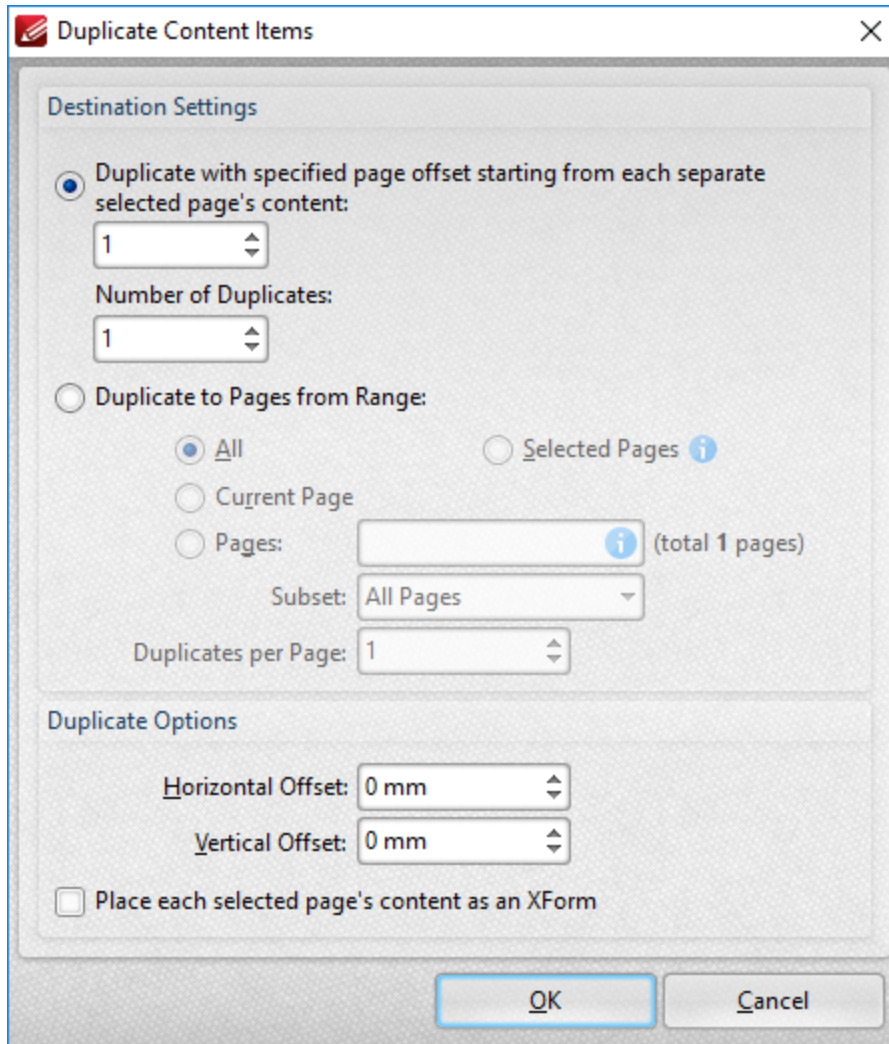 Duplicate Content Items
Destination Settings
Duplicate with specified page offset starting from each separate
selected page's content:
1
Number of Duplicates:
1
Duplicate to Pages from Range:
All
Selected Pages
Current Page
Pages:
(total 1 pages)
Subset: All Pages
Duplicates per Page: 1
Duplicate Options
Horizontal Offset: 0 mm
Vertical Offset: 0 mm
Place each selected page's content as an XForm
OK
Cancel